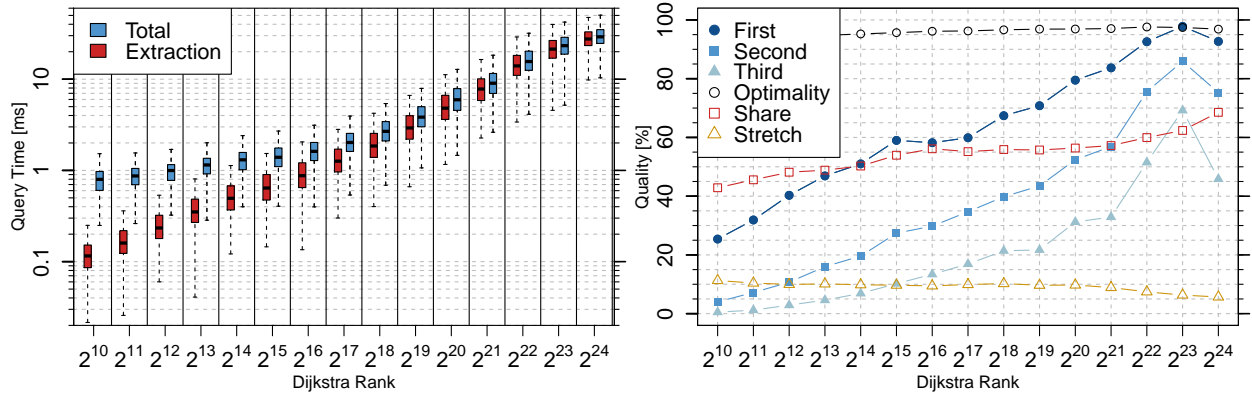 Query Time [ms]
10
1
0.1
Total
Extraction
2^10 2^11 2^12 2^13 2^14 2^15 2^16 2^17 2^18 2^19 2^20 2^21 2^22 2^23 2^24
Dijkstra Rank
Quality [%]
100
80
60
40
20
0
First
Second
Third
Optimality
Share
Stretch
2^10 2^11 2^12 2^13 2^14 2^15 2^16 2^17 2^18 2^19 2^20 2^21 2^22 2^23 2^24
Dijkstra Rank